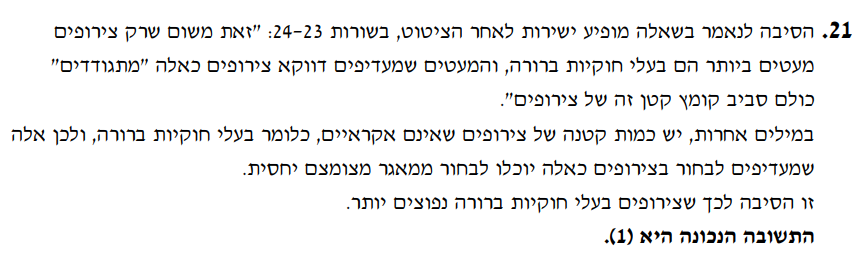 21. הסיבה לנאמר בשאלה מופיע ישירות לאחר הציטוט, בשורות 24-23: "זאת משום שרק צירופים
מעטים ביותר הם בעלי חוקיות ברורה, והמעטים שמעדיפים דווקא צירופים כאלה "מתגודדים"
כולם סביב קומץ קטן זה של צירופים".
במילים אחרות, יש כמות קטנה של צירופים שאינם אקראיים, כלומר בעלי חוקיות ברורה, ולכן אלה
שמעדיפים לבחור בצירופים כאלה יוכלו לבחור ממאגר מצומצם יחסית.
זו הסיבה לכך שצירופים בעלי חוקיות ברורה נפוצים יותר.
התשובה הנכונה היא (1).